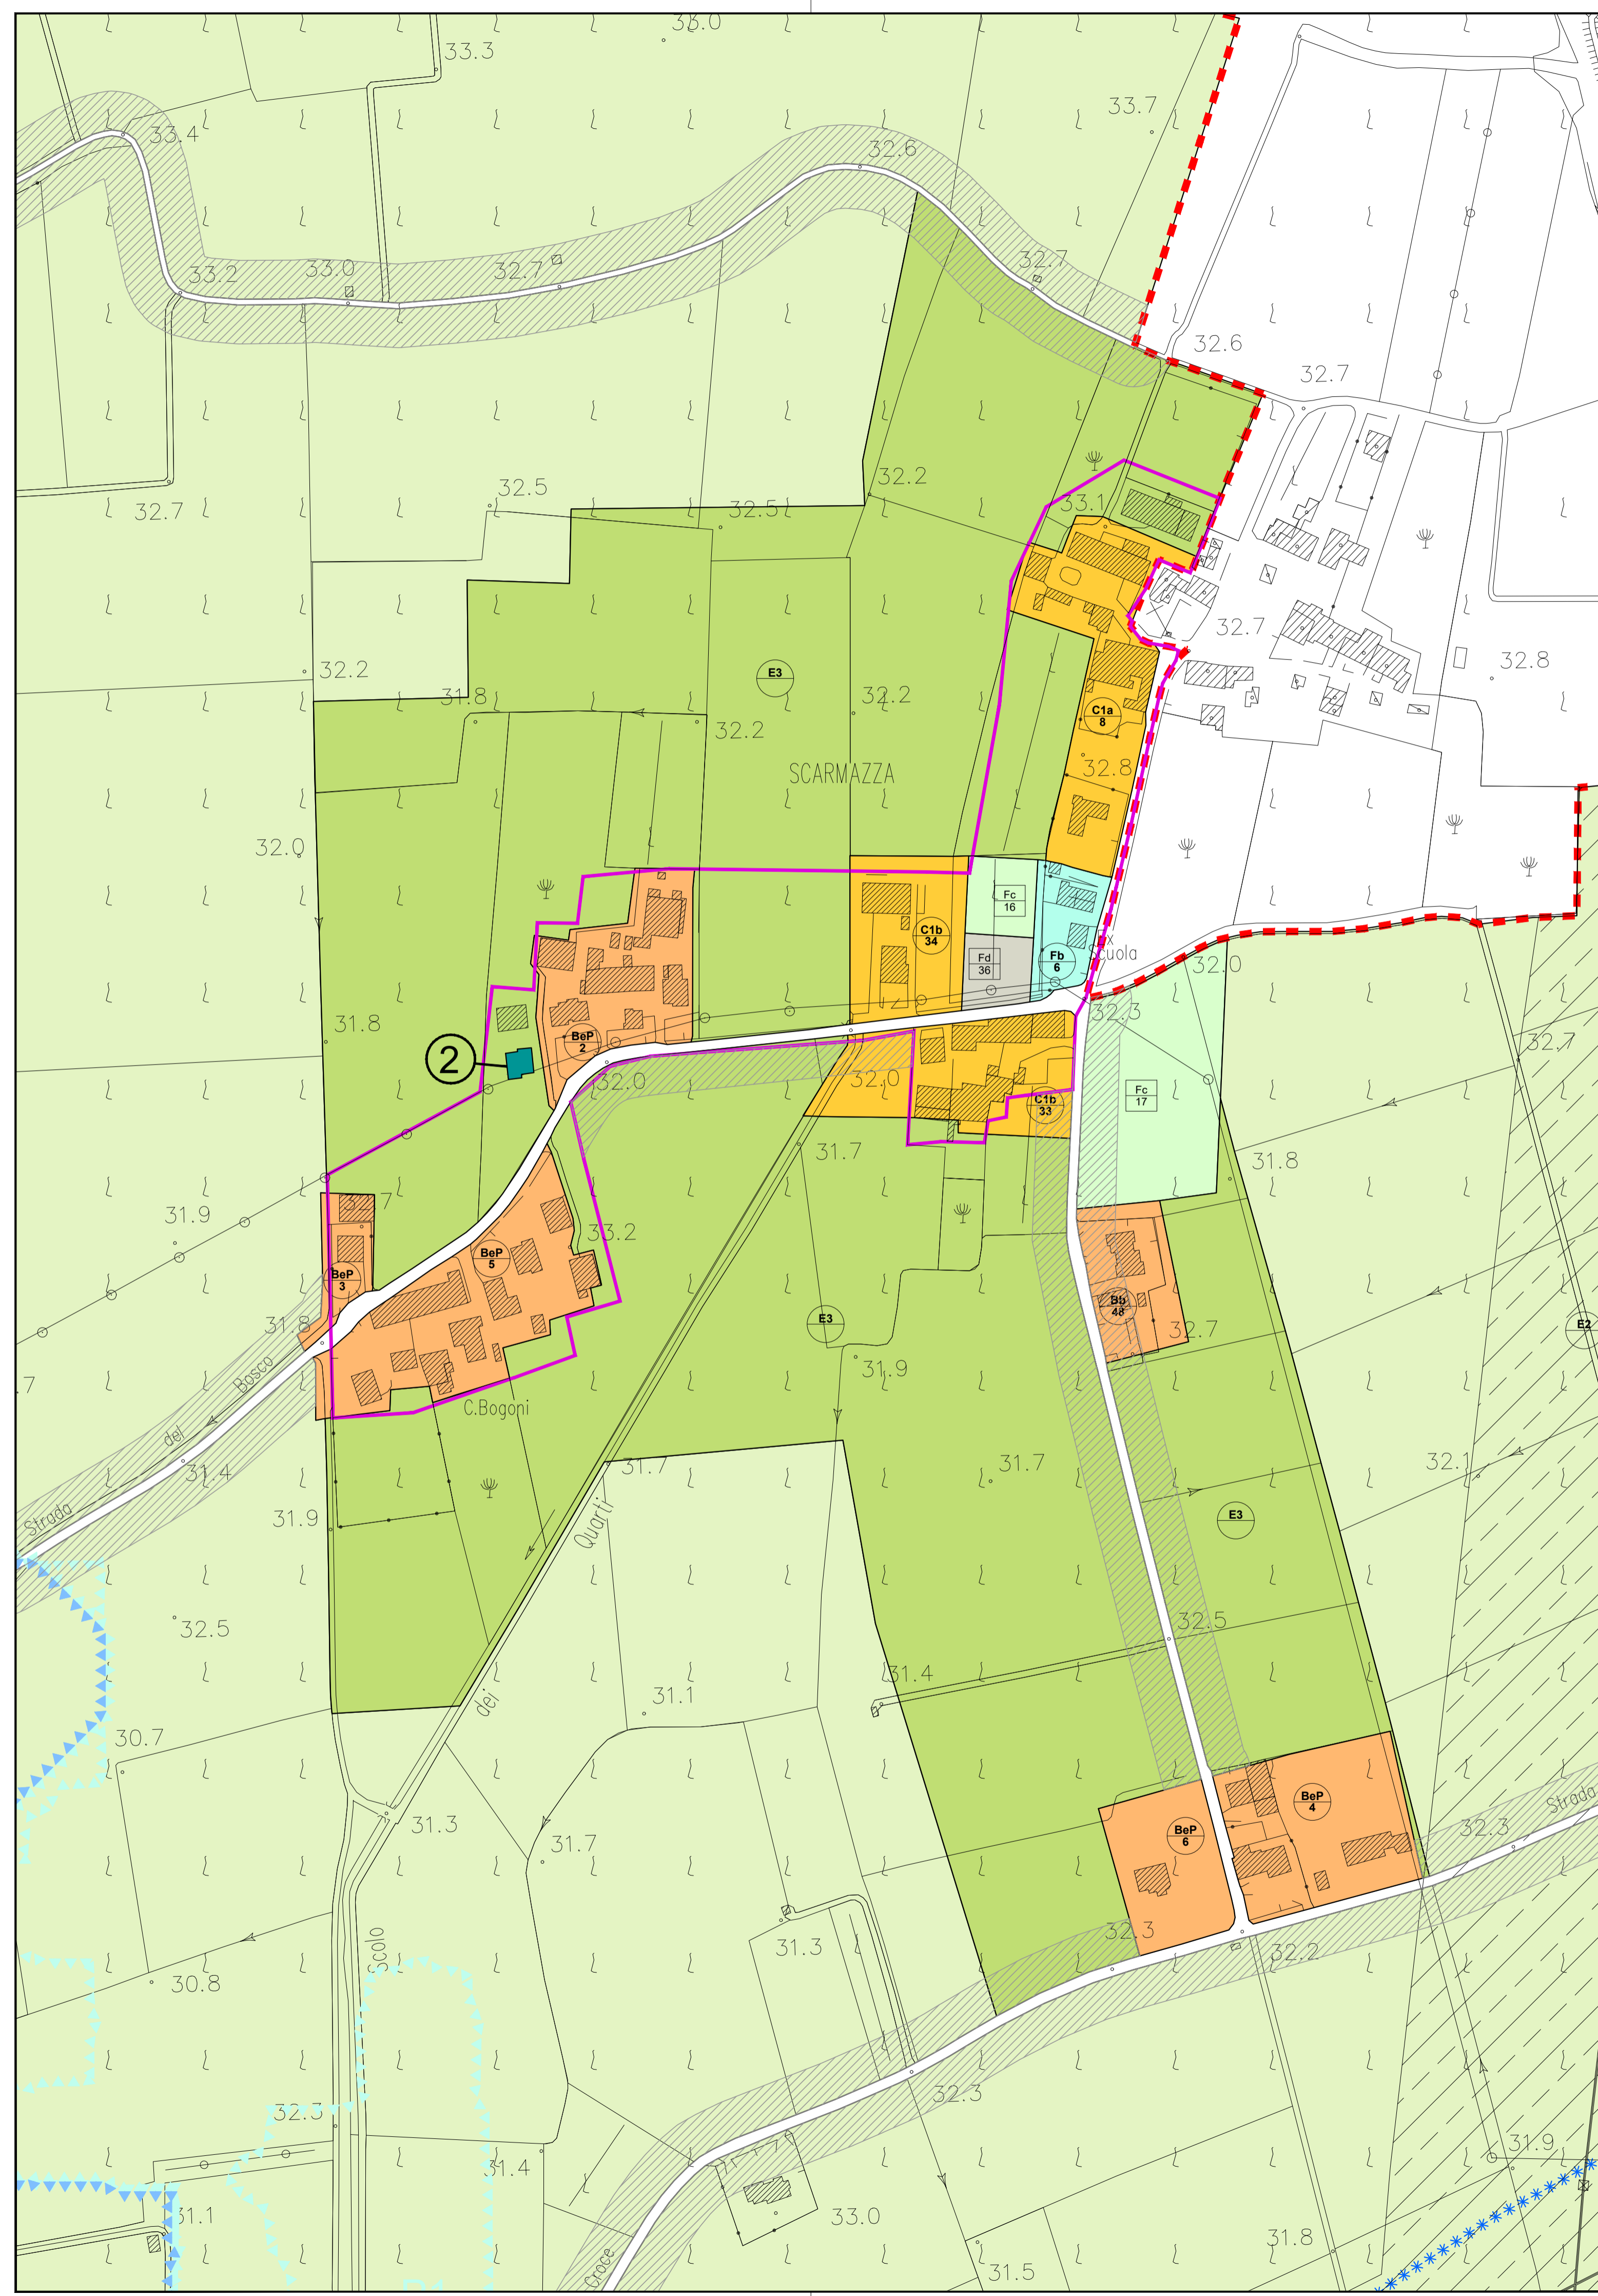 33.0
33.3
33.7
33.4
32.6
33.2
33.0
32.7
32.7
32.6
32.7
32.2
32.5
32.7
32.5
33.1
32.7
32.8
32.2
E3
31.8
32.2
32.2
C1a
8
SCARMAZZA
32.8
32.0
Fc
16
C1b
34
Fd
36
Fb
6
Ex
Scuola
32.0
31.8
32.3
2
BeP
2
32.0
32.0
32.7
Fc
17
C1b
33
31.7
31.8
31.9
33.2
BeP
5
BeP
3
31.8
E3
Bb
48
32.7
E2
31.9
.7
Bosco
del
Strada
C.Bogoni
31.4
31.7
31.7
32.1
31.9
Quarti
E3
32.5
32.5
31.4
31.1
dei
30.7
BeP
4
BeP
6
Strada
31.3
31.7
32.3
32.3
31.3
32.2
Scolo
30.8
32.3
32.3
31.4
31.9
31.1
33.0
31.8
Croce
31.5